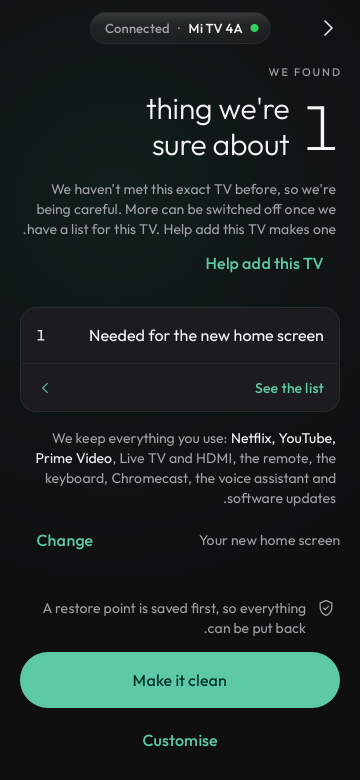 Connected · Mi TV 4A
WE FOUND
1
thing we're
sure about
We haven't met this exact TV before, so we're
being careful. More can be switched off once we
.have a list for this TV. Help add this TV makes one
Help add this TV
Needed for the new home screen 1
See the list
We keep everything you use: Netflix, YouTube,
Prime Video, Live TV and HDMI, the remote, the
keyboard, Chromecast, the voice assistant and
.software updates
Your new home screen Change
A restore point is saved first, so everything
.can be put back
Make it clean
Customise